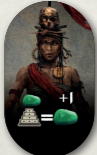 +1
=